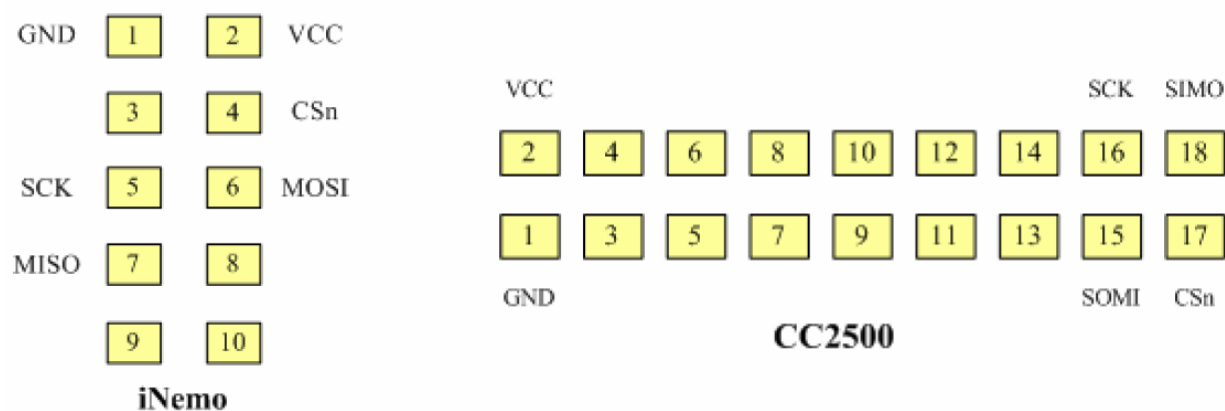 GND 1 2 VCC
3 4 CSn
SCK 5 6 MOSI
MISO 7 8
9 10
iNemo
VCC SCK SIMO
2 4 6 8 10 12 14 16 18
1 3 5 7 9 11 13 15 17
GND SOMI CSn
CC2500